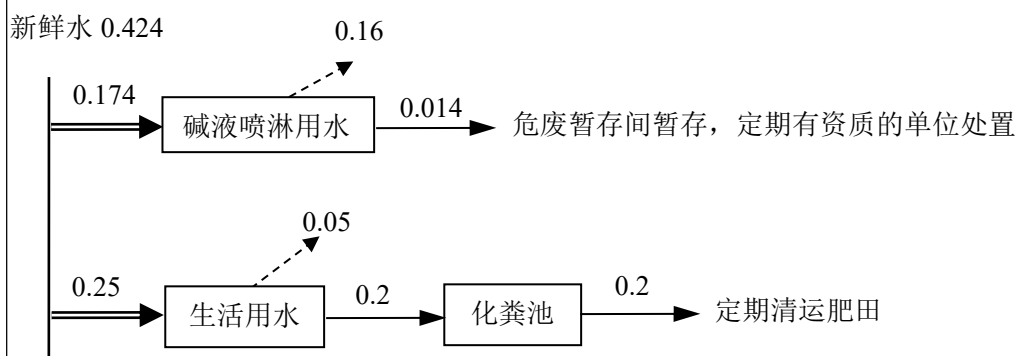 新鲜水 0.424
0.16
0.174
碱液喷淋用水
0.014
危废暂存间暂存，定期有资质的单位处置
0.05
0.25
生活用水
0.2
化粪池
0.2
定期清运肥田